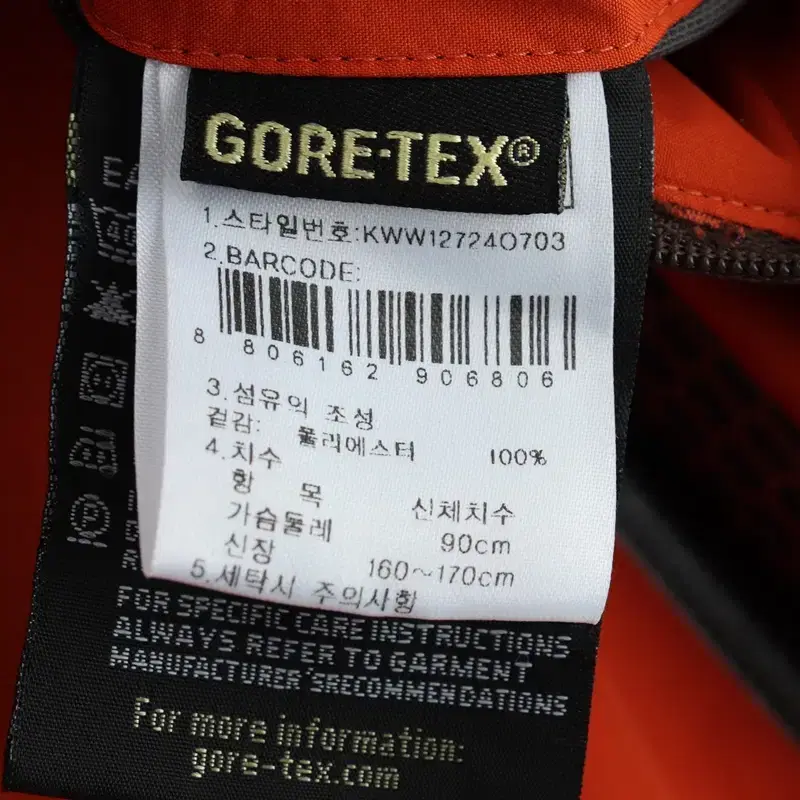 GORE-TEX®
1.스타일번호:KWW12724O703
2.BARCODE:
8 806162 906806
3.섬유의 조성
겉감: 폴리에스터 100%
4.치수
항 목 신체치수
가슴둘레 90cm
신장 160~170cm
5.세탁시 주의사항
FOR SPECIFIC CARE INSTRUCTIONS
ALWAYS REFER TO GARMENT
MANUFACTURER'SRECOMMENDATIONS
For more information:
gore-tex.com